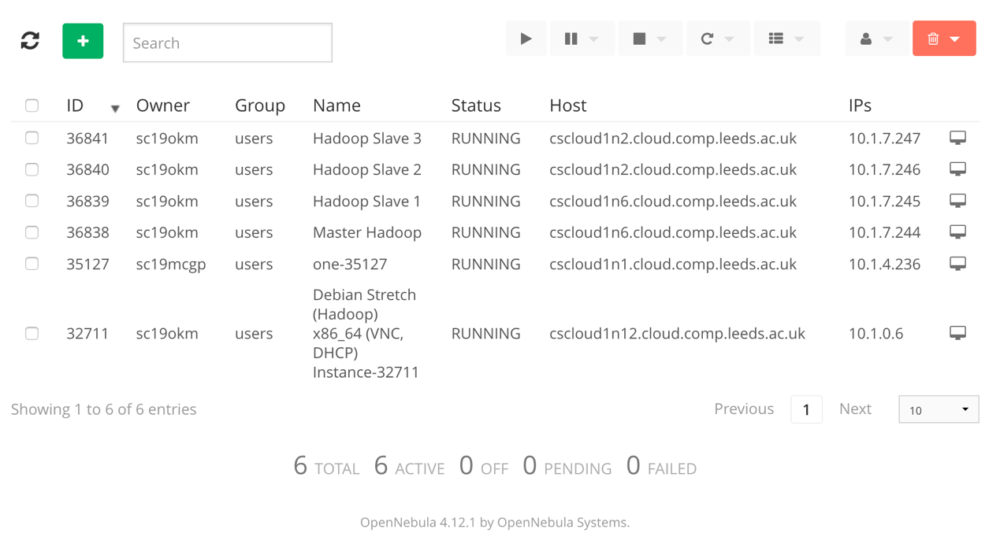 Search
ID Owner Group Name Status Host IPs
36841 sc19okm users Hadoop Slave 3 RUNNING cscloud1n2.cloud.comp.leeds.ac.uk 10.1.7.247
36840 sc19okm users Hadoop Slave 2 RUNNING cscloud1n2.cloud.comp.leeds.ac.uk 10.1.7.246
36839 sc19okm users Hadoop Slave 1 RUNNING cscloud1n6.cloud.comp.leeds.ac.uk 10.1.7.245
36838 sc19okm users Master Hadoop RUNNING cscloud1n6.cloud.comp.leeds.ac.uk 10.1.7.244
35127 sc19mcgp users one-35127 RUNNING cscloud1n1.cloud.comp.leeds.ac.uk 10.1.4.236
Debian Stretch
(Hadoop)
32711 sc19okm users x86_64 (VNC, RUNNING cscloud1n12.cloud.comp.leeds.ac.uk 10.1.0.6
DHCP)
Instance-32711
Showing 1 to 6 of 6 entries Previous 1 Next 10
6 TOTAL 6 ACTIVE 0 OFF 0 PENDING 0 FAILED
OpenNebula 4.12.1 by OpenNebula Systems.